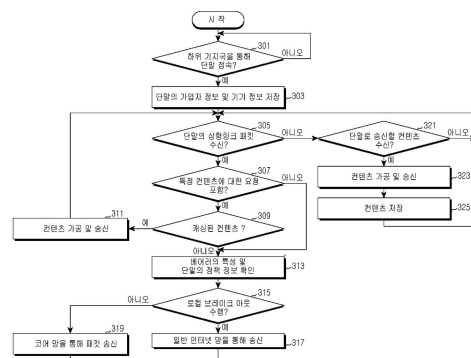 시 작
301
하위 기지국을 통해
단말 접속?
아니오
예
단말의 가입자 정보 및 기기 정보 저장
303
305
단말의 상향링크 패킷
수신?
아니오
321
단말로 송신할 컨텐츠
수신?
아니오
예
예
307
특정 컨텐츠에 대한 요청
포함?
아니오
컨텐츠 가공 및 송신
323
예
311
컨텐츠 가공 및 송신
예
309
캐싱된 컨텐츠 ?
컨텐츠 저장
325
아니오
베어러의 특성 및
단말의 정책 정보 확인
313
315
로컬 브레이크 아웃
수행?
아니오
예
319
코어 망을 통해 패킷 송신
일반 인터넷 망을 통해 송신
317